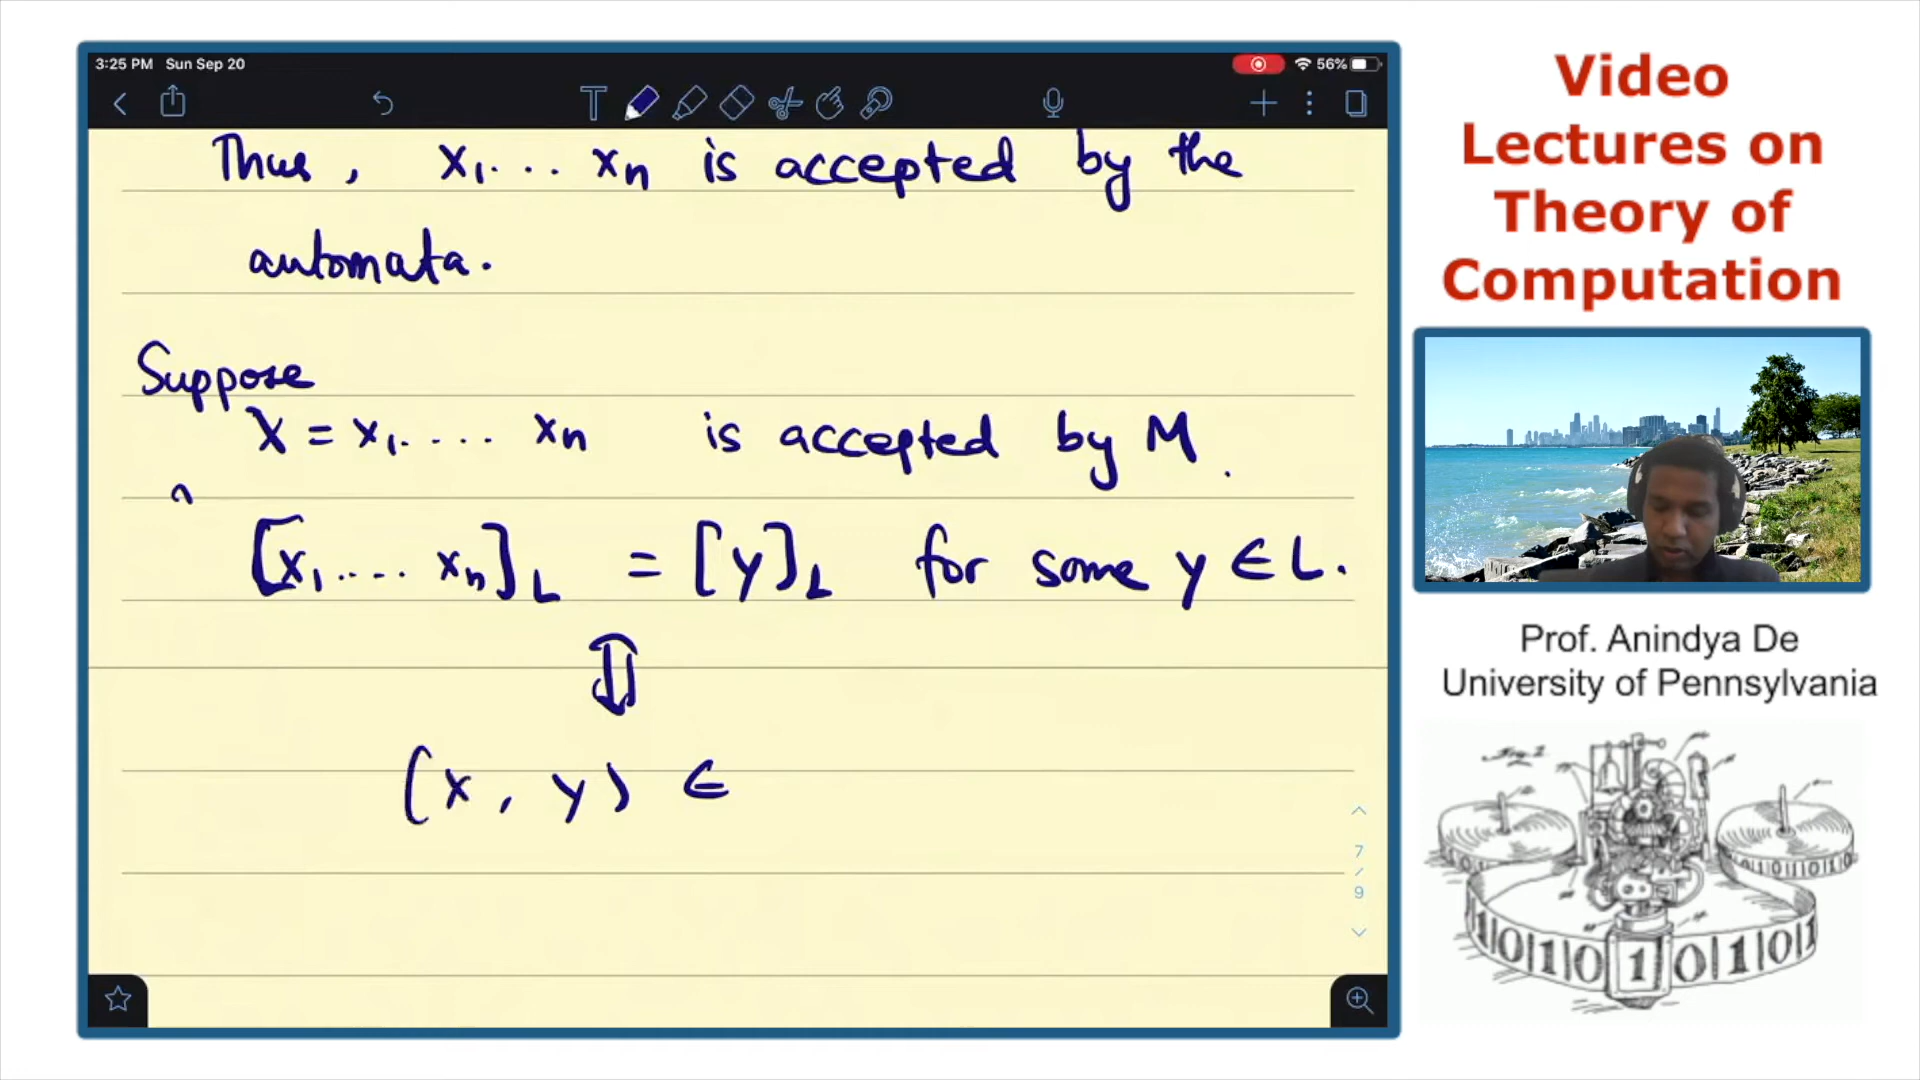 3:25 PM Sun Sep 20
56%
Thus, x₁... xₙ is accepted by the
automata.
Suppose
X = x₁.... xₙ is accepted by M.
[x₁.... xₙ]_L = [y]_L for some y ∈ L.
⇓
(x, y) ∈
7
/
9
Video
Lectures on
Theory of
Computation
Prof. Anindya De
University of Pennsylvania